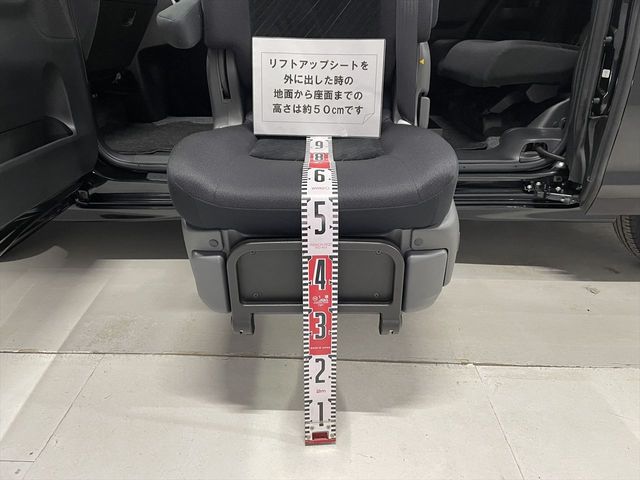 リフトアップシートを
外に出した時の
地面から座面までの
高さは約５０cmです
9
8
6
5
4
3
2
1